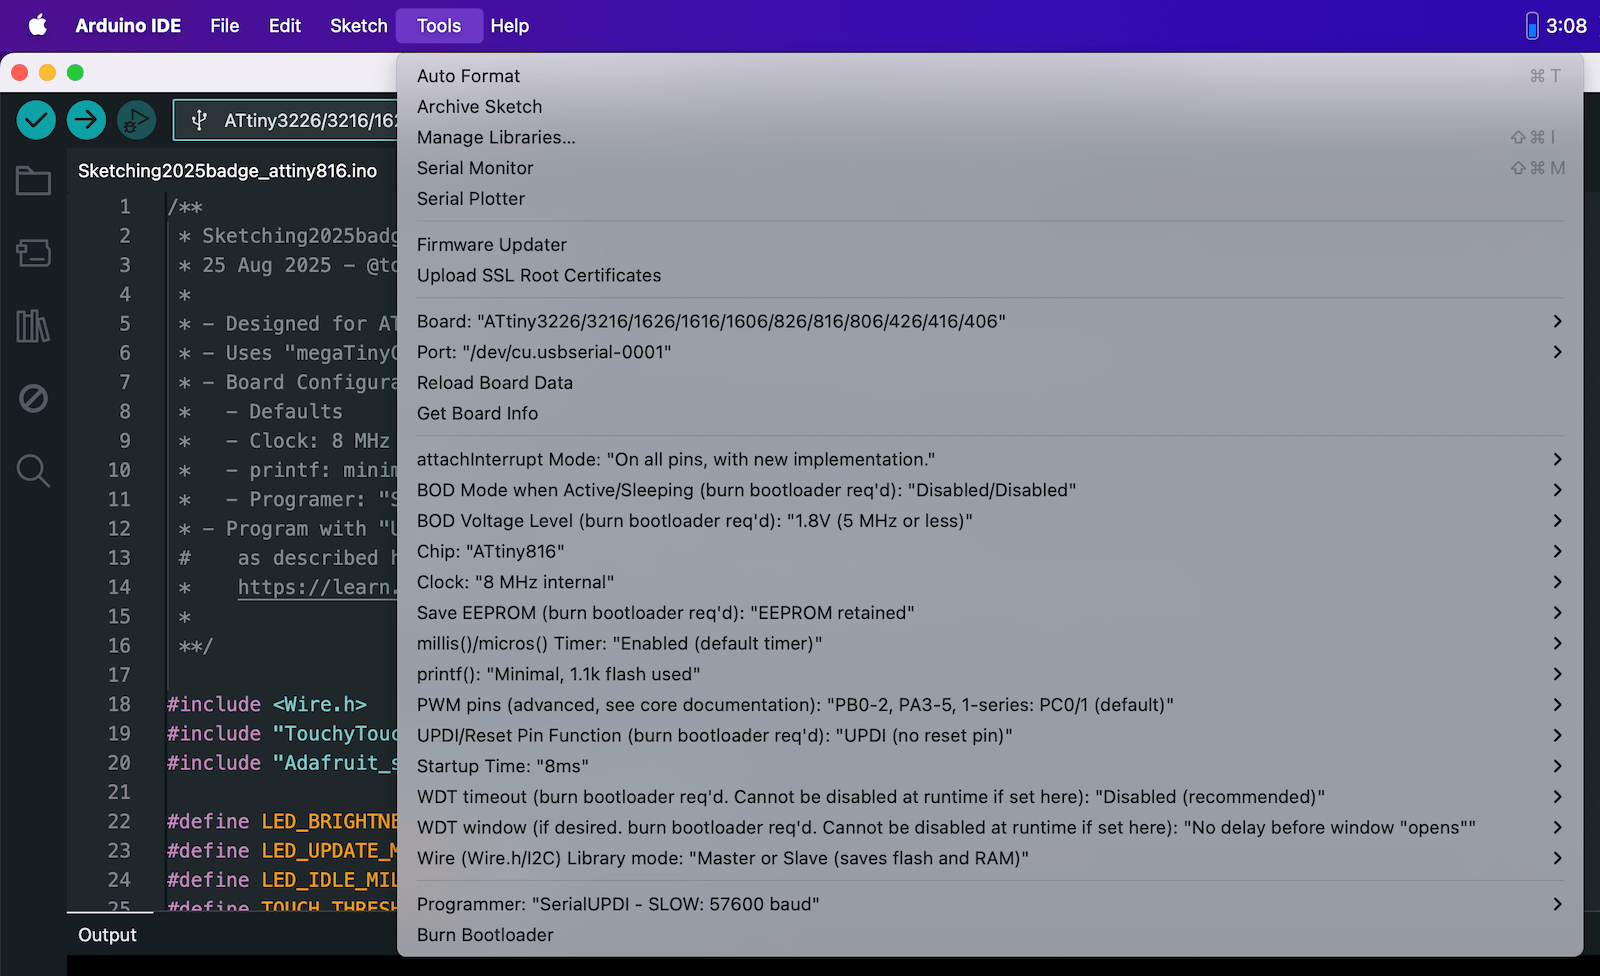 Arduino IDE File Edit Sketch Tools Help 3:08
ATtiny3226/3216/162
Sketching2025badge_attiny816.ino
1 /**
2 * Sketching2025badg
3 * 25 Aug 2025 – @to
4 *
5 * – Designed for AT
6 * – Uses "megaTinyC
7 * – Board Configura
8 * – Defaults
9 * – Clock: 8 MHz
10 * – printf: minim
11 * – Programer: "S
12 * – Program with "U
13 # as described h
14 * https://learn.
15 *
16 **/
17
18 #include <Wire.h>
19 #include "TouchyTouc
20 #include "Adafruit_s
21
22 #define LED_BRIGHTNE
23 #define LED_UPDATE_M
24 #define LED_IDLE_MIL
25 #define TOUCH_THRESH
Output
Auto Format ⌘ T
Archive Sketch
Manage Libraries... ⇧ ⌘ I
Serial Monitor ⇧ ⌘ M
Serial Plotter
Firmware Updater
Upload SSL Root Certificates
Board: "ATtiny3226/3216/1626/1616/1606/826/816/806/426/416/406"
Port: "/dev/cu.usbserial-0001"
Reload Board Data
Get Board Info
attachInterrupt Mode: "On all pins, with new implementation."
BOD Mode when Active/Sleeping (burn bootloader req'd): "Disabled/Disabled"
BOD Voltage Level (burn bootloader req'd): "1.8V (5 MHz or less)"
Chip: "ATtiny816"
Clock: "8 MHz internal"
Save EEPROM (burn bootloader req'd): "EEPROM retained"
millis()/micros() Timer: "Enabled (default timer)"
printf(): "Minimal, 1.1k flash used"
PWM pins (advanced, see core documentation): "PB0-2, PA3-5, 1-series: PC0/1 (default)"
UPDI/Reset Pin Function (burn bootloader req'd): "UPDI (no reset pin)"
Startup Time: "8ms"
WDT timeout (burn bootloader req'd. Cannot be disabled at runtime if set here): "Disabled (recommended)"
WDT window (if desired. burn bootloader req'd. Cannot be disabled at runtime if set here): "No delay before window "opens""
Wire (Wire.h/I2C) Library mode: "Master or Slave (saves flash and RAM)"
Programmer: "SerialUPDI - SLOW: 57600 baud"
Burn Bootloader